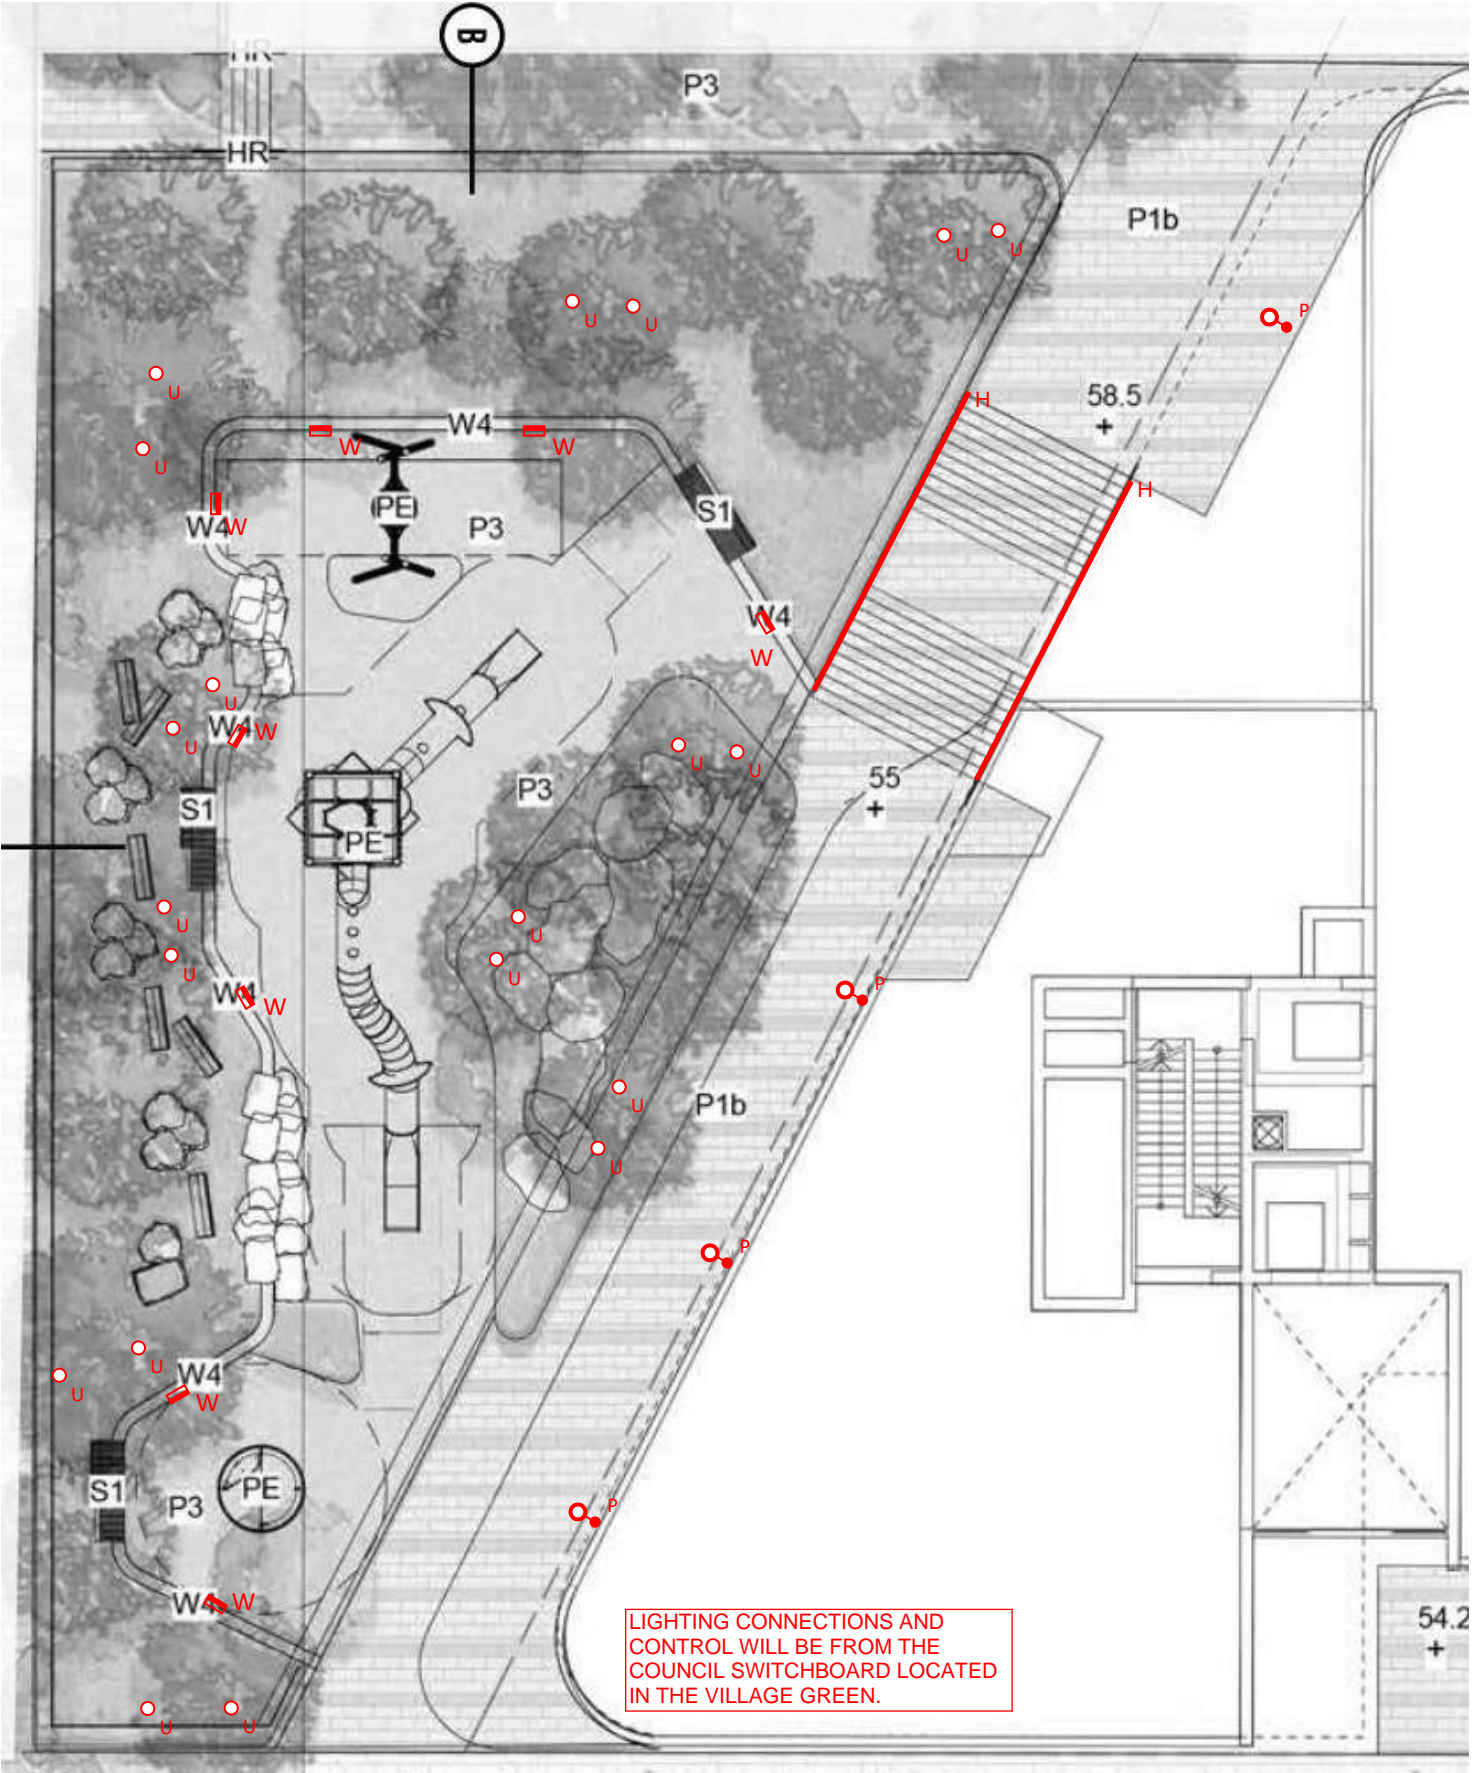 B
HR
P3
HR
P1b
U
U
P
U
U
U
58.5
H
W4
W
W
U
H
PE
S1
P3
W4
W
W4
W
U
W4
W
U
U
U
55
P3
S1
PE
U
U
U
U
P
W4
W
P1b
U
U
P
U
W4
U
W
S1
PE
P3
P
W4
W
LIGHTING CONNECTIONS AND
CONTROL WILL BE FROM THE
COUNCIL SWITCHBOARD LOCATED
IN THE VILLAGE GREEN.
54.2
U
U